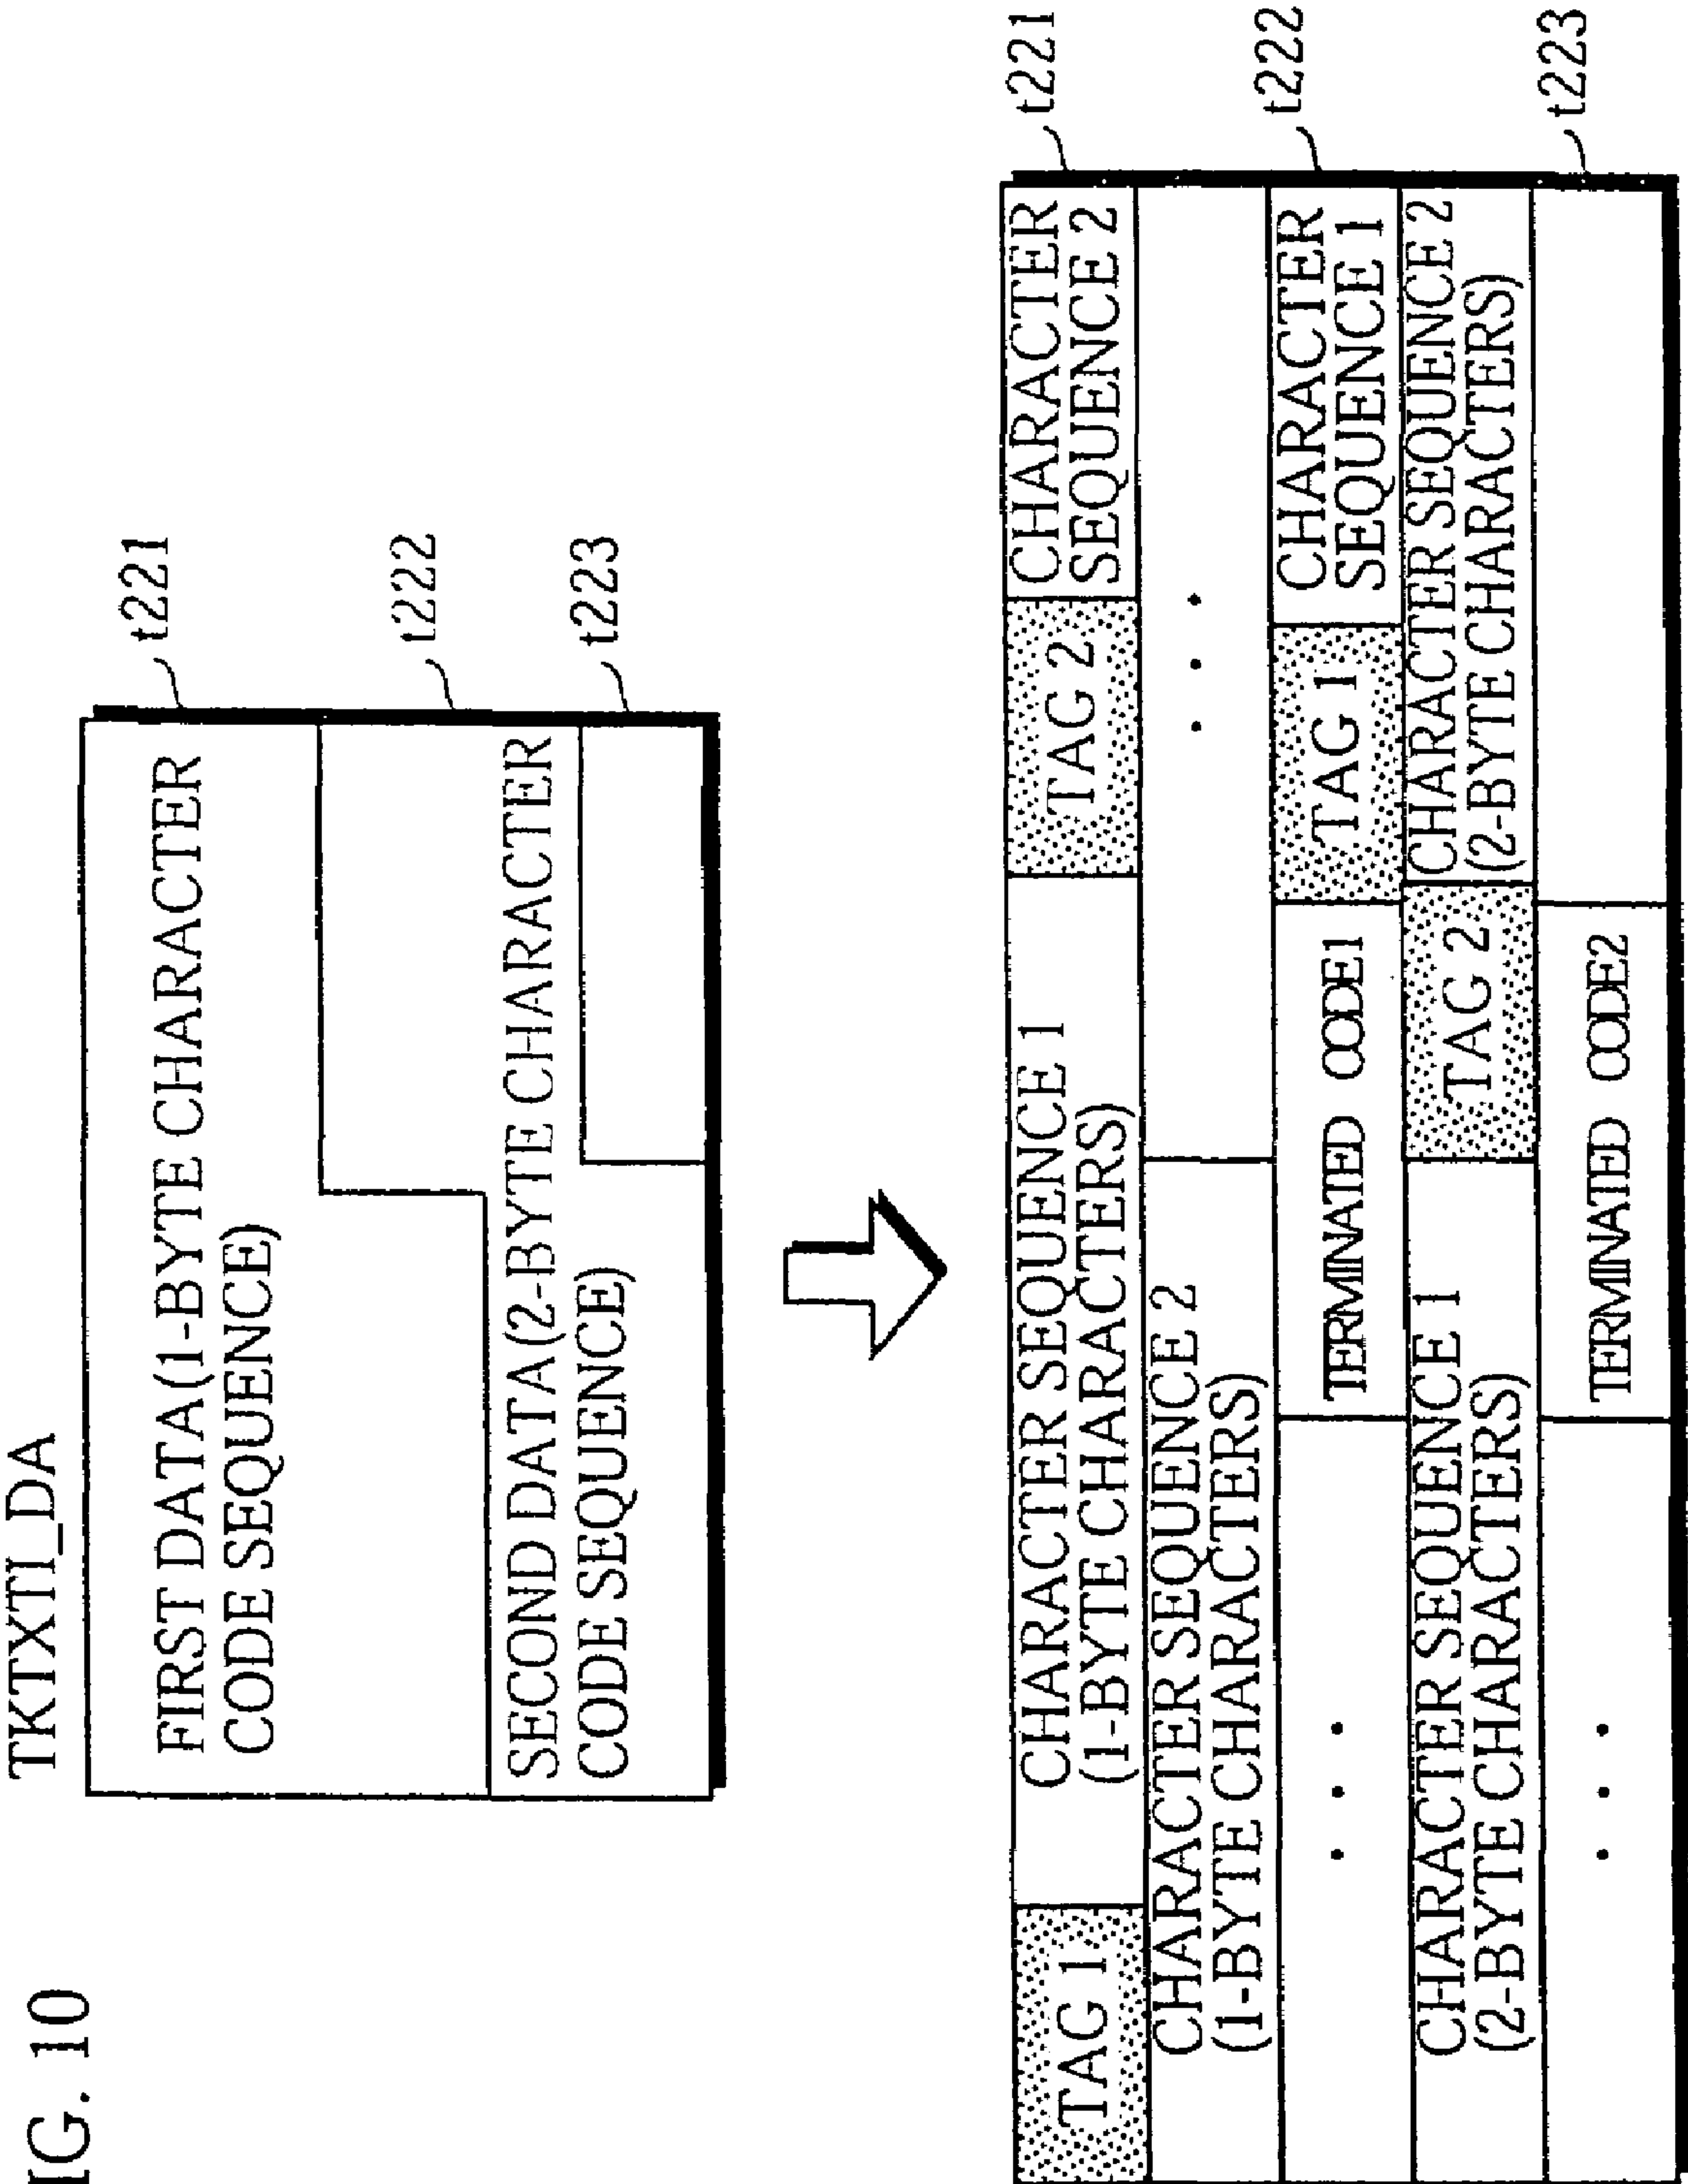 IG. 10
TKTXTI_DA
FIRST DATA(1-BYTE CHARACTER
CODE SEQUENCE)
t221
t222
SECOND DATA(2-BYTE CHARACTER
CODE SEQUENCE)
t223
TAG 1
CHARACTER SEQUENCE 1
(1-BYTE CHARACTERS)
TAG 2
CHARACTER
SEQUENCE 2
t221
CHARACTER SEQUENCE 2
(1-BYTE CHARACTERS)
. . .
. . .
TERMINATED CODE1
TAG 1
CHARACTER
SEQUENCE 1
t222
CHARACTER SEQUENCE 1
(2-BYTE CHARACTERS)
TAG 2
CHARACTER SEQUENCE 2
(2-BYTE CHARACTERS)
. . .
TERMINATED CODE2
t223